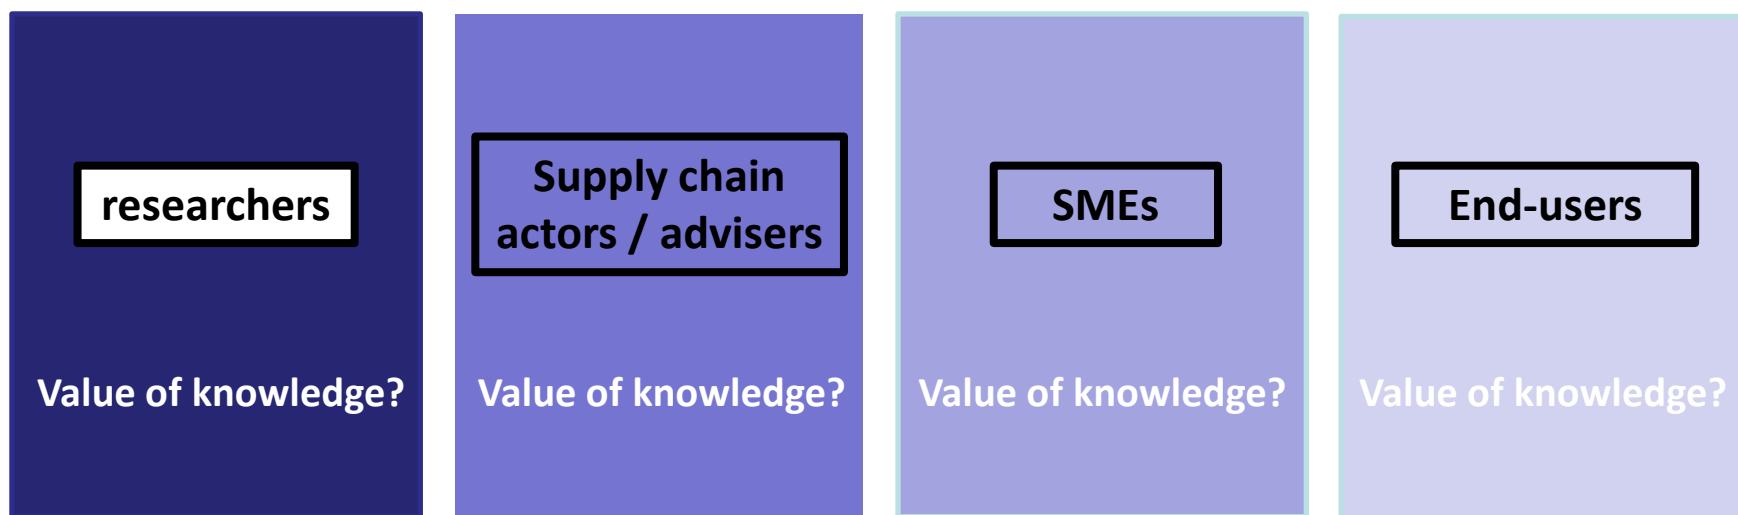 researchers
Value of knowledge?
Supply chain
actors / advisers
Value of knowledge?
SMEs
Value of knowledge?
End-users
Value of knowledge?